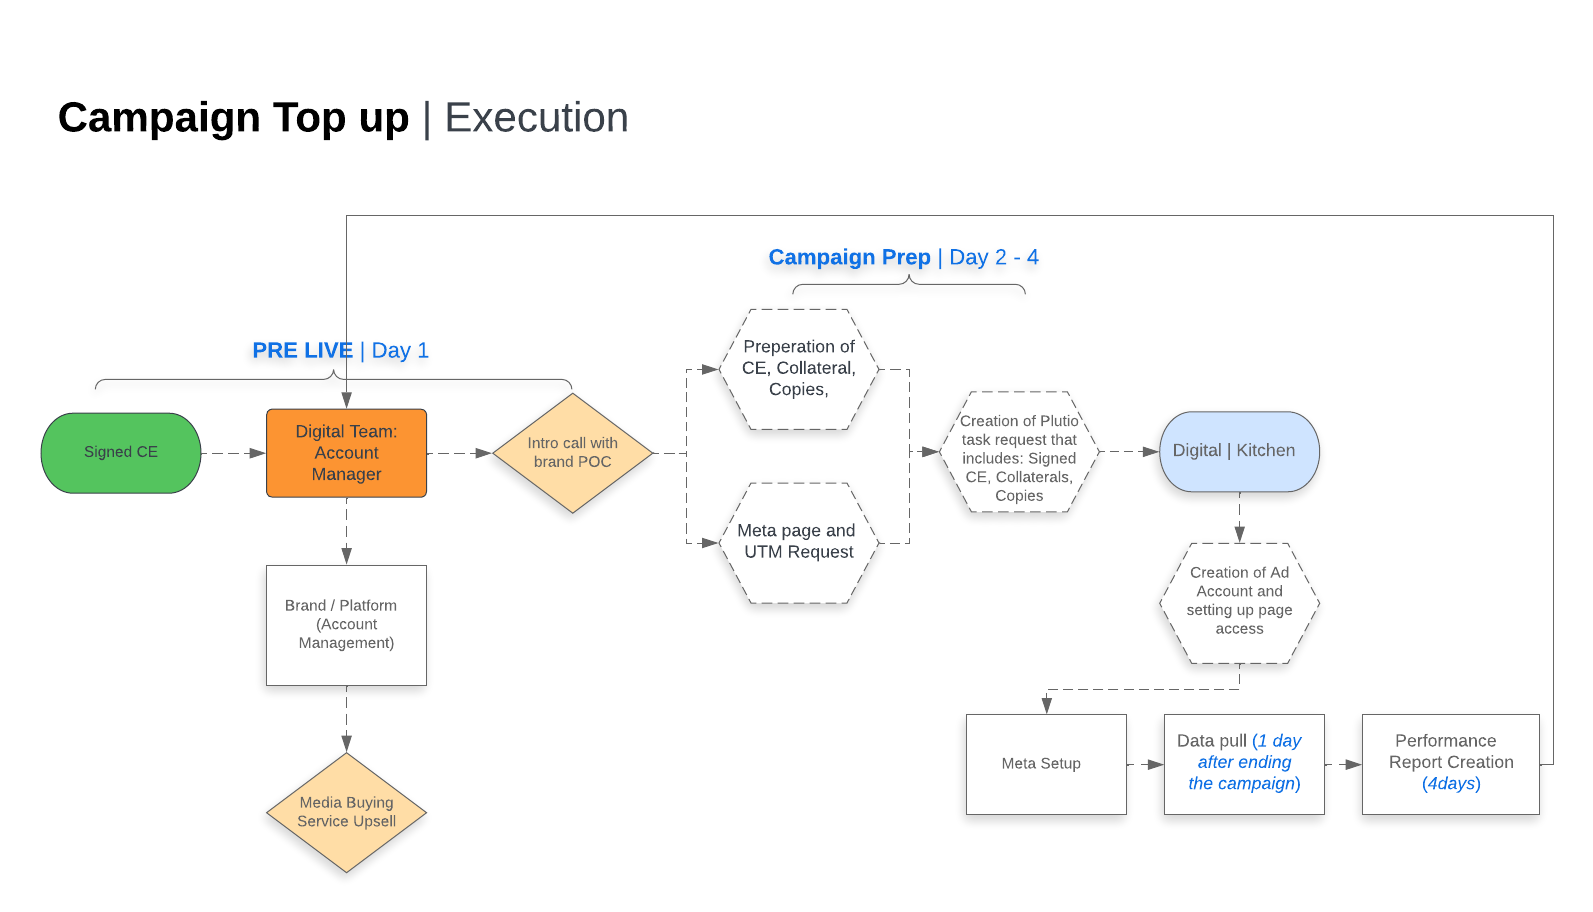 Campaign Top up | Execution
Campaign Prep | Day 2 - 4
PRE LIVE | Day 1
Signed CE
Digital Team:
Account
Manager
Intro call with
brand POC
Preperation of
CE, Collateral,
Copies,
Meta page and
UTM Request
Creation of Plutio
task request that
includes: Signed
CE, Collaterals,
Copies
Digital | Kitchen
Brand / Platform
(Account
Management)
Creation of Ad
Account and
setting up page
access
Media Buying
Service Upsell
Meta Setup
Data pull (1 day
after ending
the campaign)
Performance
Report Creation
(4days)